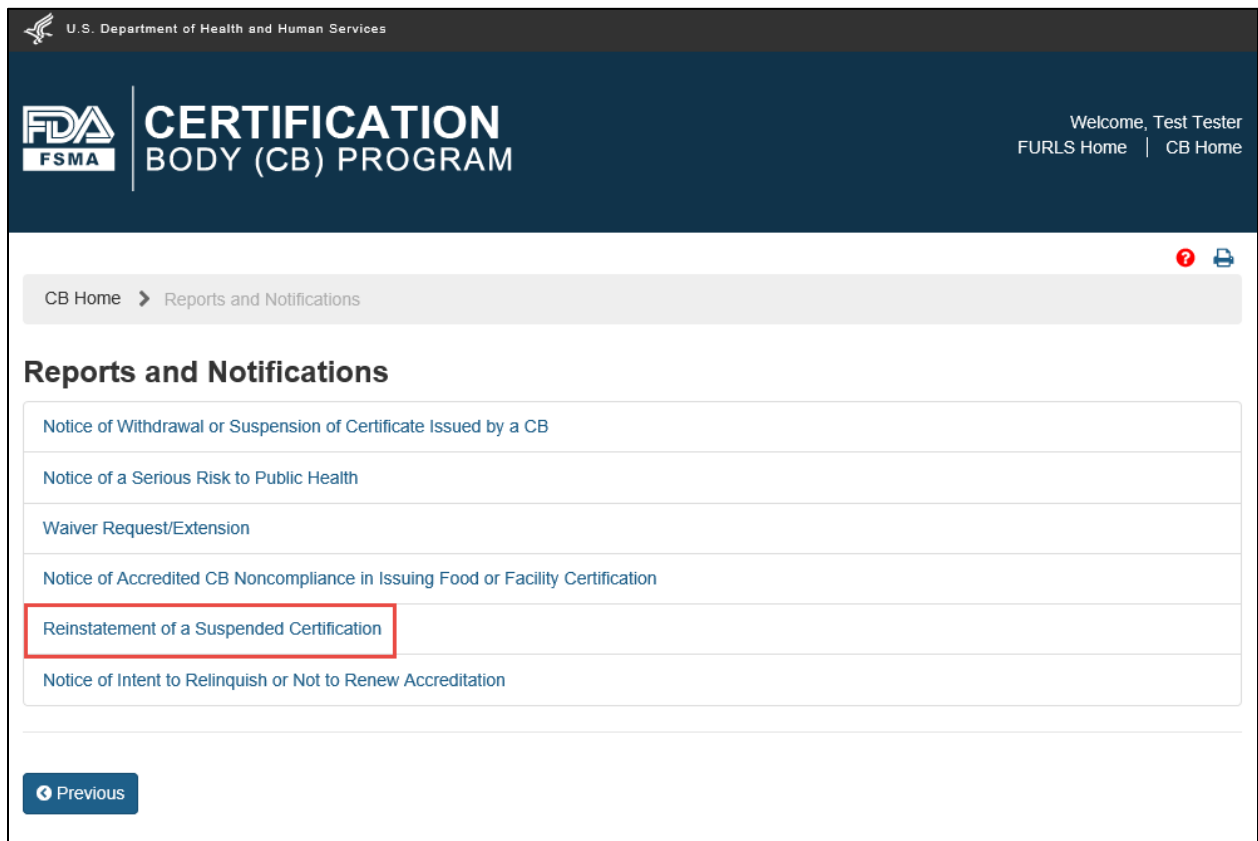 U.S. Department of Health and Human Services
FDA
FSMA
CERTIFICATION
BODY (CB) PROGRAM
Welcome, Test Tester
FURLS Home | CB Home
CB Home > Reports and Notifications
Reports and Notifications
Notice of Withdrawal or Suspension of Certificate Issued by a CB
Notice of a Serious Risk to Public Health
Waiver Request/Extension
Notice of Accredited CB Noncompliance in Issuing Food or Facility Certification
Reinstatement of a Suspended Certification
Notice of Intent to Relinquish or Not to Renew Accreditation
Previous